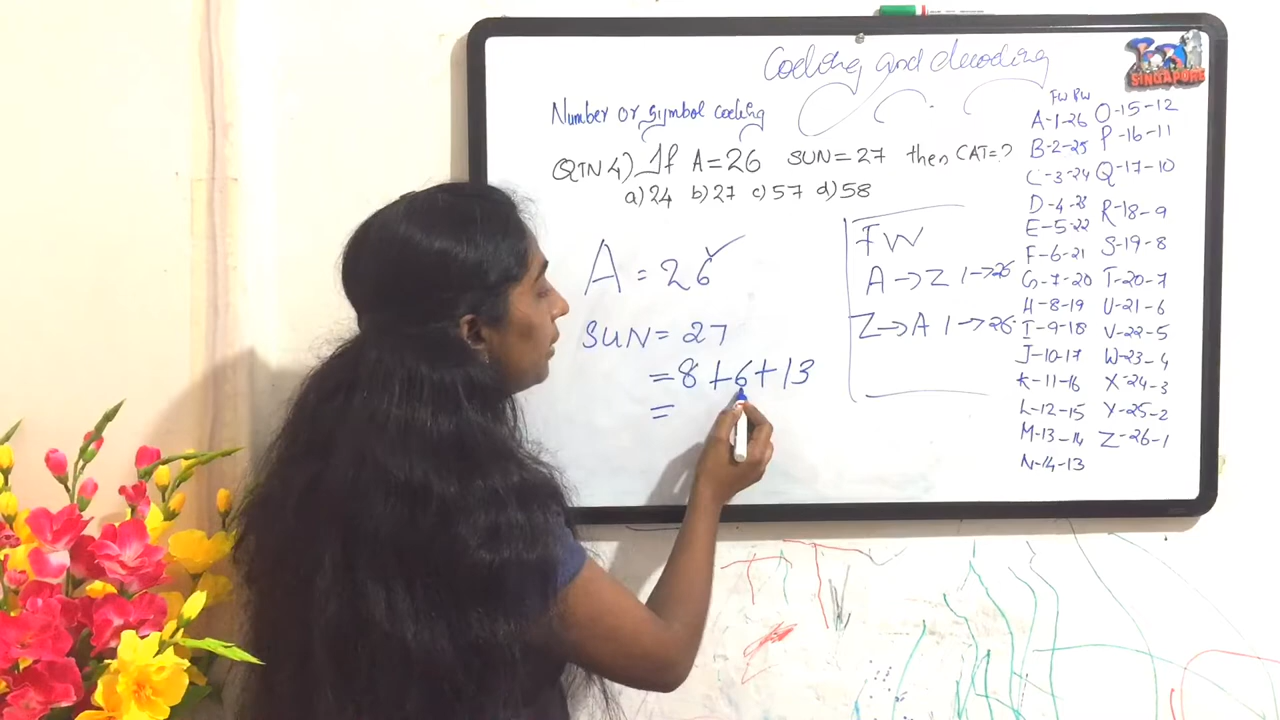 Coding and decoding
SINGAPORE
Number or symbol coding
QTN 4) If A=26 SUN=27 then CAT=?
a) 24 b) 27 c) 57 d) 58
A = 26 ✓
SUN = 27
= 8 + 6 + 13
=
FW
A → Z 1 → 26
Z → A 1 → 26
FW BW
A-1-26
B-2-25
C-3-24
D-4-23
E-5-22
F-6-21
G-7-20
H-8-19
I-9-18
J-10-17
K-11-16
L-12-15
M-13-14
N-14-13
O-15-12
P-16-11
Q-17-10
R-18-9
S-19-8
T-20-7
U-21-6
V-22-5
W-23-4
X-24-3
Y-25-2
Z-26-1